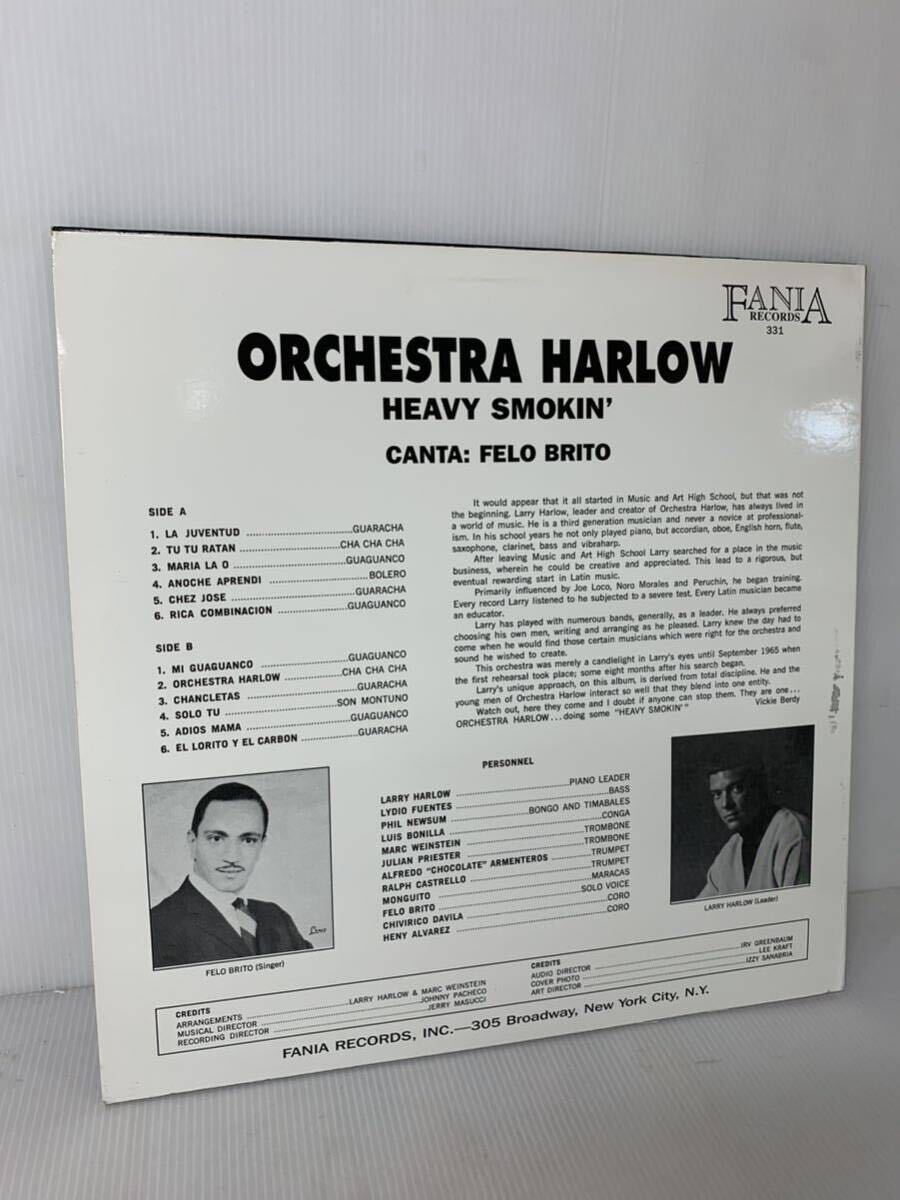 FANIA
RECORDS
331
ORCHESTRA HARLOW
HEAVY SMOKIN'
CANTA: FELO BRITO
SIDE A
1. LA JUVENTUD ........ GUARACHA
2. TU TU RATAN ........ CHA CHA CHA
3. MARIA LA O ........ GUAGUANCO
4. ANOCHE APRENDI ........ BOLERO
5. CHEZ JOSE ........ GUARACHA
6. RICA COMBINACION ........ GUAGUANCO
SIDE B
1. MI GUAGUANCO ........ GUAGUANCO
2. ORCHESTRA HARLOW ........ CHA CHA CHA
3. CHANCLETAS ........ GUARACHA
4. SOLO TU ........ SON MONTUNO
5. ADIOS MAMA ........ GUAGUANCO
6. EL LORITO Y EL CARBON ........ GUARACHA
It would appear that it all started in Music and Art High School, but that was not
the beginning. Larry Harlow, leader and creator of Orchestra Harlow, has always lived in
a world of music. He is a third generation musician and never a novice at professional-
ism. In his school years he not only played piano, but accordian, oboe, English horn, flute,
saxophone, clarinet, bass and vibraharp.
After leaving Music and Art High School Larry searched for a place in the music
business, wherein he could be creative and appreciated. This lead to a rigorous, but
eventual rewarding start in Latin music.
Primarily influenced by Joe Loco, Noro Morales and Peruchin, he began training.
Every record Larry listened to he subjected to a severe test. Every Latin musician became
an educator.
Larry has played with numerous bands, generally, as a leader. He always preferred
choosing his own men, writing and arranging as he pleased. Larry knew the day had to
come when he would find those certain musicians which were right for the orchestra and
sound he wished to create.
This orchestra was merely a candlelight in Larry's eyes until September 1965 when
the first rehearsal took place; some eight months after his search began.
Larry's unique approach, on this album, is derived from total discipline. He and the
young men of Orchestra Harlow interact so well that they blend into one entity.
Watch out, here they come and I doubt if anyone can stop them. They are one...
ORCHESTRA HARLOW...doing some "HEAVY SMOKIN'" Vickie Berdy
PERSONNEL
LARRY HARLOW ........ PIANO LEADER
LYDIO FUENTES ........ BASS
PHIL NEWSUM ........ BONGO AND TIMABALES
LUIS BONILLA ........ CONGA
MARC WEINSTEIN ........ TROMBONE
JULIAN PRIESTER ........ TROMBONE
ALFREDO "CHOCOLATE" ARMENTEROS ........ TRUMPET
RALPH CASTRELLO ........ TRUMPET
MONGUITO ........ MARACAS
FELO BRITO ........ SOLO VOICE
CHIVIRICO DAVILA ........ CORO
HENY ALVAREZ ........ CORO
FELO BRITO (Singer)
LARRY HARLOW (Leader)
CREDITS
ARRANGEMENTS ........ LARRY HARLOW & MARC WEINSTEIN
MUSICAL DIRECTOR ........ JOHNNY PACHECO
RECORDING DIRECTOR ........ JERRY MASUCCI
CREDITS
AUDIO DIRECTOR ........ IRV GREENBAUM
COVER PHOTO ........ LEE KRAFT
ART DIRECTOR ........ IZZY SANABRIA
FANIA RECORDS, INC.—305 Broadway, New York City, N.Y.